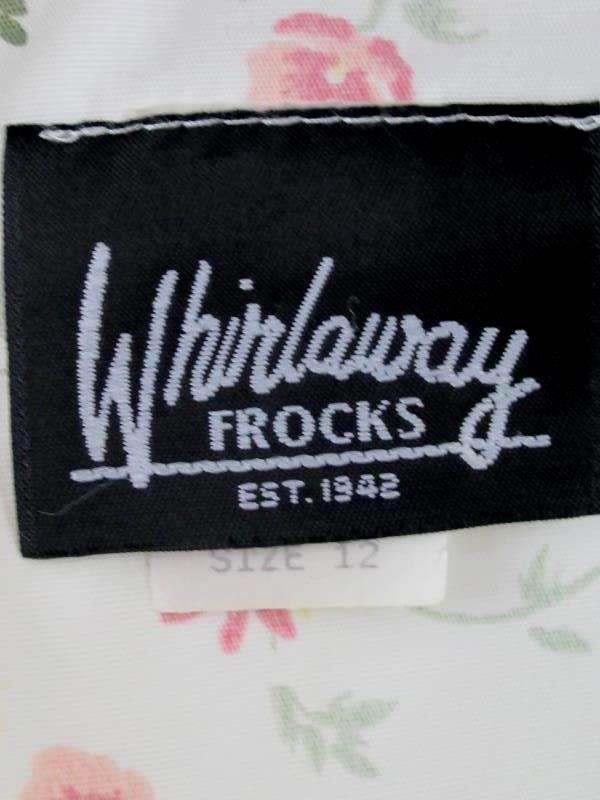 Whirlaway
FROCKS
EST. 1942
SIZE 12